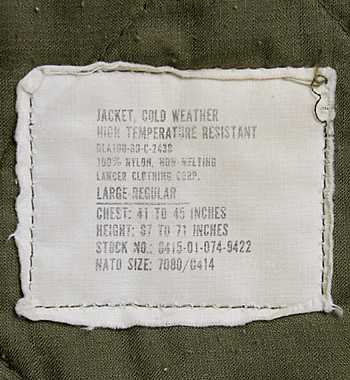 JACKET, COLD WEATHER
HIGH TEMPERATURE RESISTANT
DLA100-80-C-2430
100% NYLON, NON-MELTING
LANCER CLOTHING CORP.
LARGE REGULAR
CHEST: 41 TO 45 INCHES
HEIGHT: 67 TO 71 INCHES
STOCK NO.: 8415-01-074-9422
NATO SIZE: 7080/0414